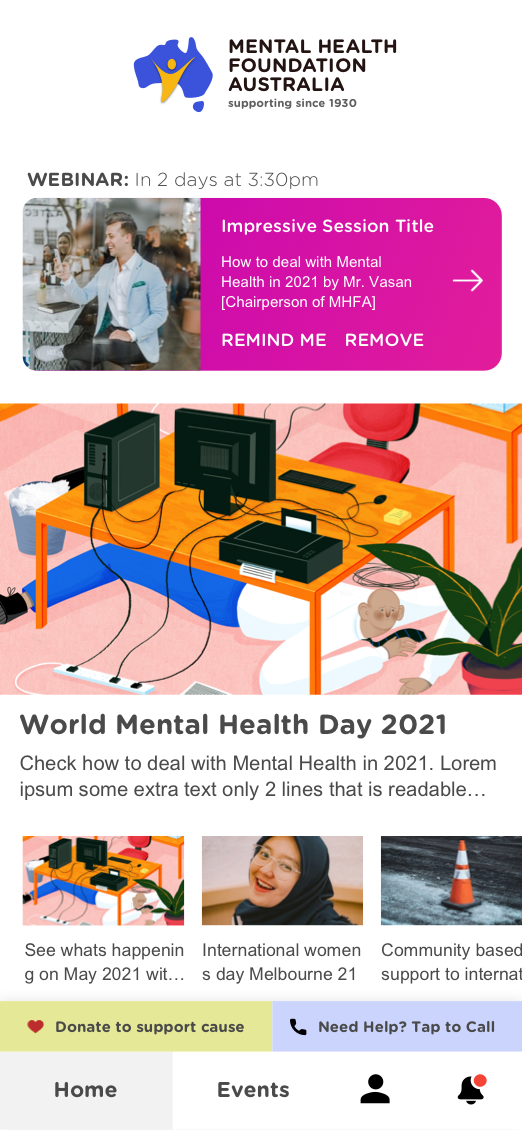 MENTAL HEALTH
FOUNDATION
AUSTRALIA
supporting since 1930
WEBINAR: In 2 days at 3:30pm
Impressive Session Title
How to deal with Mental
Health in 2021 by Mr. Vasan
[Chairperson of MHFA]
REMIND ME REMOVE
World Mental Health Day 2021
Check how to deal with Mental Health in 2021. Lorem
ipsum some extra text only 2 lines that is readable…
See whats happenin
g on May 2021 wit…
International women
s day Melbourne 21
Community based
support to internat
Donate to support cause
Need Help? Tap to Call
Home
Events